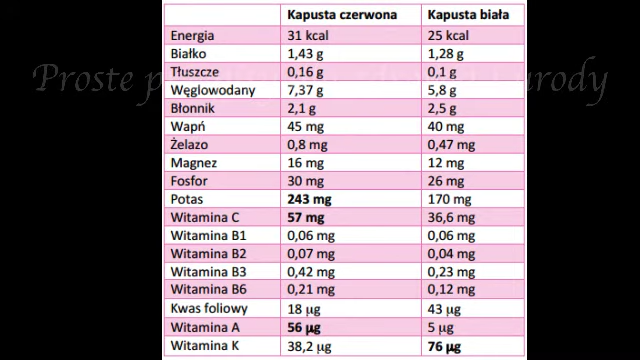 Kapusta czerwona Kapusta biała
Energia 31 kcal 25 kcal
Białko 1,43 g 1,28 g
Tłuszcze 0,16 g 0,1 g
Węglowodany 7,37 g 5,8 g
Błonnik 2,1 g 2,5 g
Wapń 45 mg 40 mg
Żelazo 0,8 mg 0,47 mg
Magnez 16 mg 12 mg
Fosfor 30 mg 26 mg
Potas 243 mg 170 mg
Witamina C 57 mg 36,6 mg
Witamina B1 0,06 mg 0,06 mg
Witamina B2 0,07 mg 0,04 mg
Witamina B3 0,42 mg 0,23 mg
Witamina B6 0,21 mg 0,12 mg
Kwas foliowy 18 µg 43 µg
Witamina A 56 µg 5 µg
Witamina K 38,2 µg 76 µg
Proste